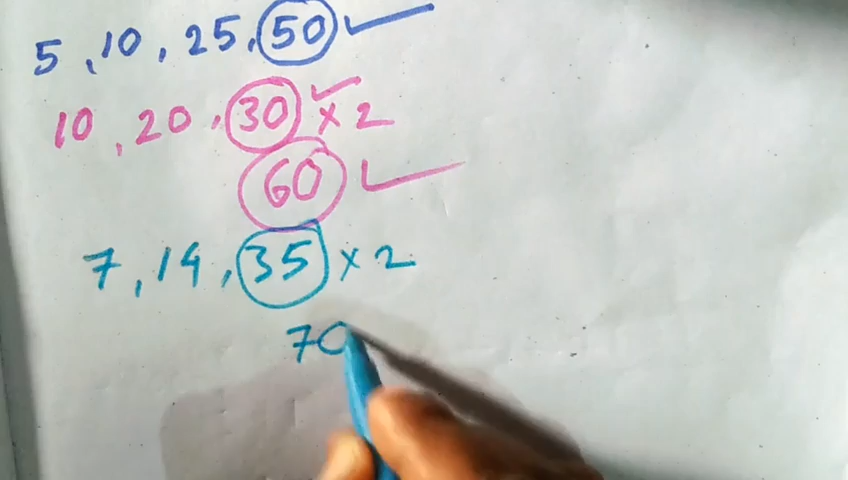 5, 10, 25, 50 ✓
10, 20, 30 ✓ × 2
60 ✓
7, 14, 35 × 2
70